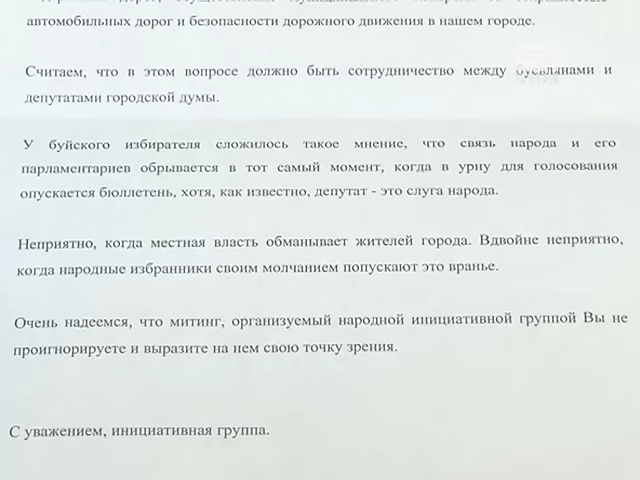 автомобильных дорог и безопасности дорожного движения в нашем городе.
Считаем, что в этом вопросе должно быть сотрудничество между буевлянами и
депутатами городской думы.
У буйского избирателя сложилось такое мнение, что связь народа и его
парламентариев обрывается в тот самый момент, когда в урну для голосования
опускается бюллетень, хотя, как известно, депутат - это слуга народа.
Неприятно, когда местная власть обманывает жителей города. Вдвойне неприятно,
когда народные избранники своим молчанием попускают это вранье.
Очень надеемся, что митинг, организуемый народной инициативной группой Вы не
проигнорируете и выразите на нем свою точку зрения.
С уважением, инициативная группа.